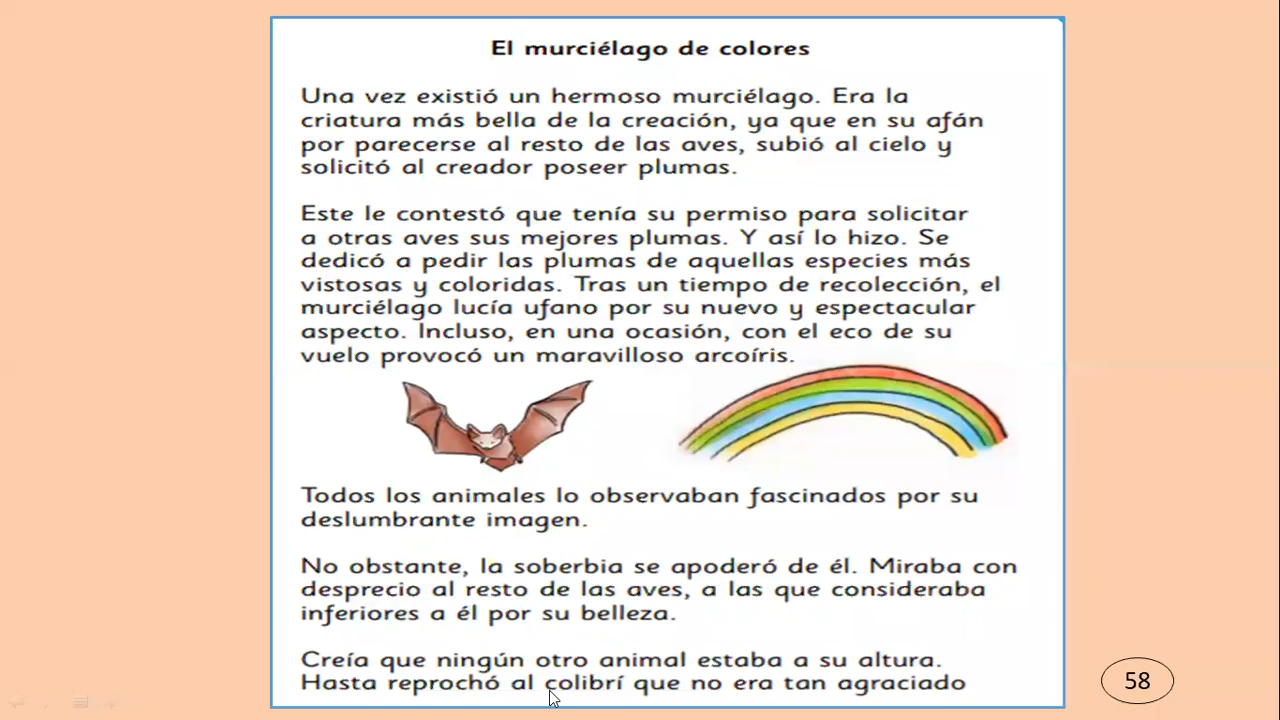 El murciélago de colores
Una vez existió un hermoso murciélago. Era la
criatura más bella de la creación, ya que en su afán
por parecerse al resto de las aves, subió al cielo y
solicitó al creador poseer plumas.
Este le contestó que tenía su permiso para solicitar
a otras aves sus mejores plumas. Y así lo hizo. Se
dedicó a pedir las plumas de aquellas especies más
vistosas y coloridas. Tras un tiempo de recolección, el
murciélago lucía ufano por su nuevo y espectacular
aspecto. Incluso, en una ocasión, con el eco de su
vuelo provocó un maravilloso arcoíris.
Todos los animales lo observaban fascinados por su
deslumbrante imagen.
No obstante, la soberbia se apoderó de él. Miraba con
desprecio al resto de las aves, a las que consideraba
inferiores a él por su belleza.
Creía que ningún otro animal estaba a su altura.
Hasta reprochó al colibrí que no era tan agraciado
58